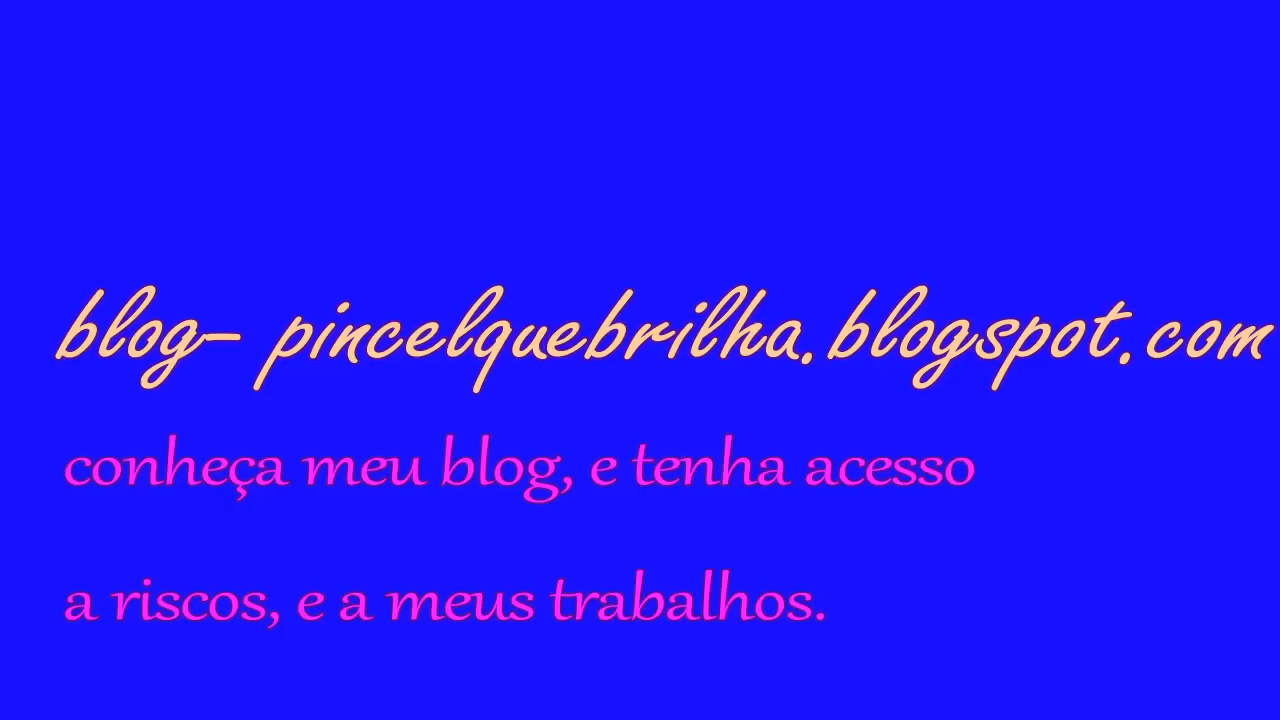 blog- pincelquebrilha.blogspot.com
conheça meu blog, e tenha acesso
a riscos, e a meus trabalhos.